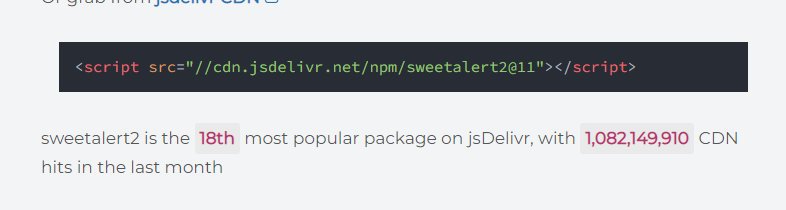 Or grab from jsdelivr CDN
<script src="//cdn.jsdelivr.net/npm/sweetalert2@11"></script>
sweetalert2 is the 18th most popular package on jsDelivr, with 1,082,149,910 CDN
hits in the last month